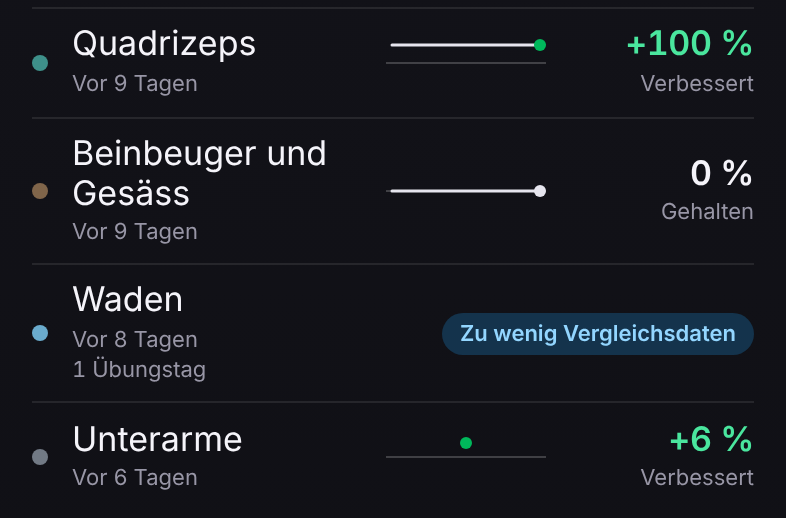 Quadrizeps
Vor 9 Tagen
+100 %
Verbessert
Beinbeuger und
Gesäss
Vor 9 Tagen
0 %
Gehalten
Waden
Vor 8 Tagen
1 Übungstag
Zu wenig Vergleichsdaten
Unterarme
Vor 6 Tagen
+6 %
Verbessert